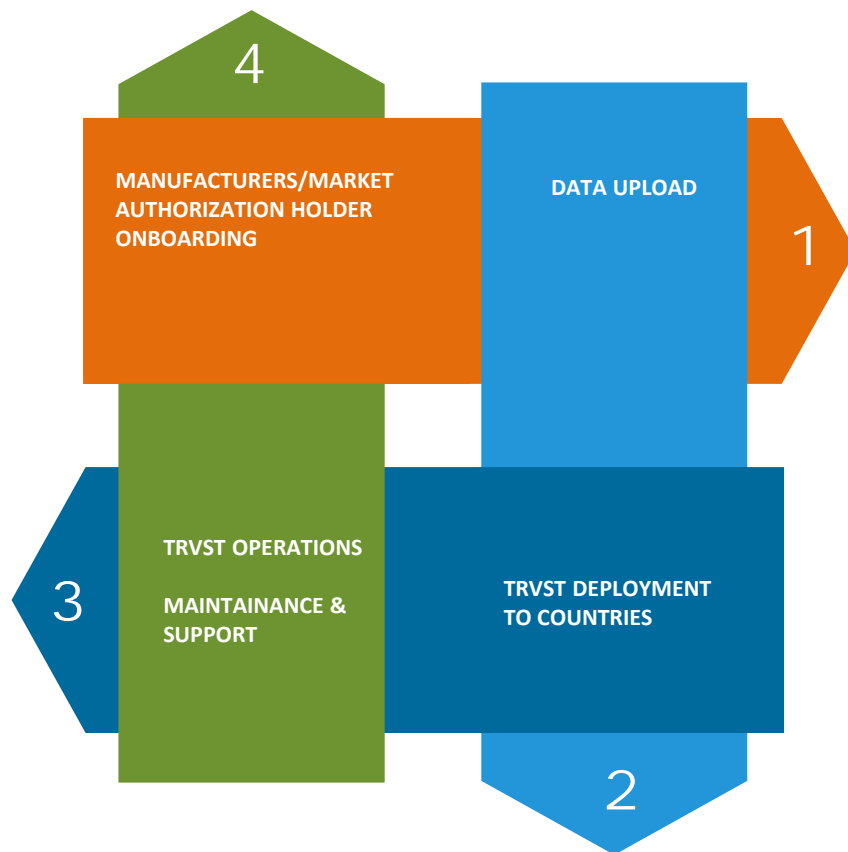 4
MANUFACTURERS/MARKET
AUTHORIZATION HOLDER
ONBOARDING
DATA UPLOAD
1
TRVST OPERATIONS
MAINTAINANCE &
SUPPORT
3
TRVST DEPLOYMENT
TO COUNTRIES
2